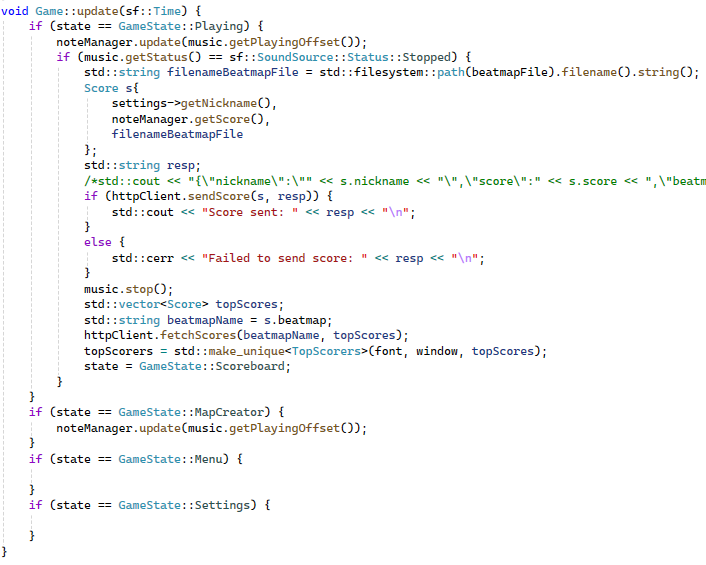 void Game::update(sf::Time) {
    if (state == GameState::Playing) {
        noteManager.update(music.getPlayingOffset());
        if (music.getStatus() == sf::SoundSource::Status::Stopped) {
            std::string filenameBeatmapFile = std::filesystem::path(beatmapFile).filename().string();
            Score s{
                settings->getNickname(),
                noteManager.getScore(),
                filenameBeatmapFile
            };
            std::string resp;
            /*std::cout << "{\"nickname\":\"" << s.nickname << "\",\"score\":" << s.score << ",\"beatm
            if (httpClient.sendScore(s, resp)) {
                std::cout << "Score sent: " << resp << "\n";
            }
            else {
                std::cerr << "Failed to send score: " << resp << "\n";
            }
            music.stop();
            std::vector<Score> topScores;
            std::string beatmapName = s.beatmap;
            httpClient.fetchScores(beatmapName, topScores);
            topScorers = std::make_unique<TopScorers>(font, window, topScores);
            state = GameState::Scoreboard;
        }
    }
    if (state == GameState::MapCreator) {
        noteManager.update(music.getPlayingOffset());
    }
    if (state == GameState::Menu) {

    }
    if (state == GameState::Settings) {

    }
}